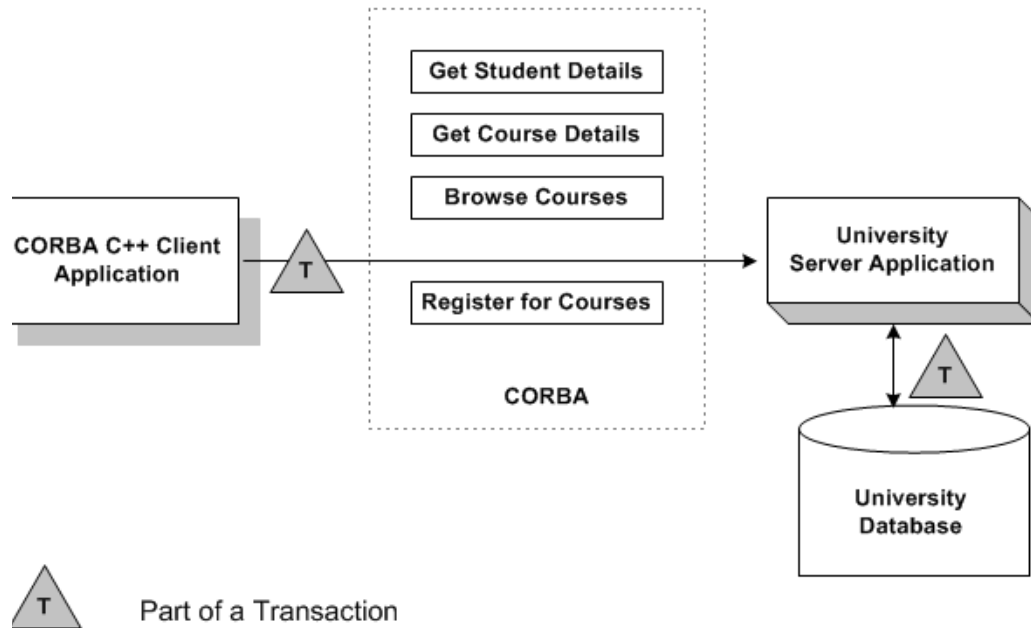 Get Student Details
Get Course Details
Browse Courses
CORBA C++ Client
Application
T
University
Server Application
Register for Courses
T
CORBA
University
Database
T
Part of a Transaction